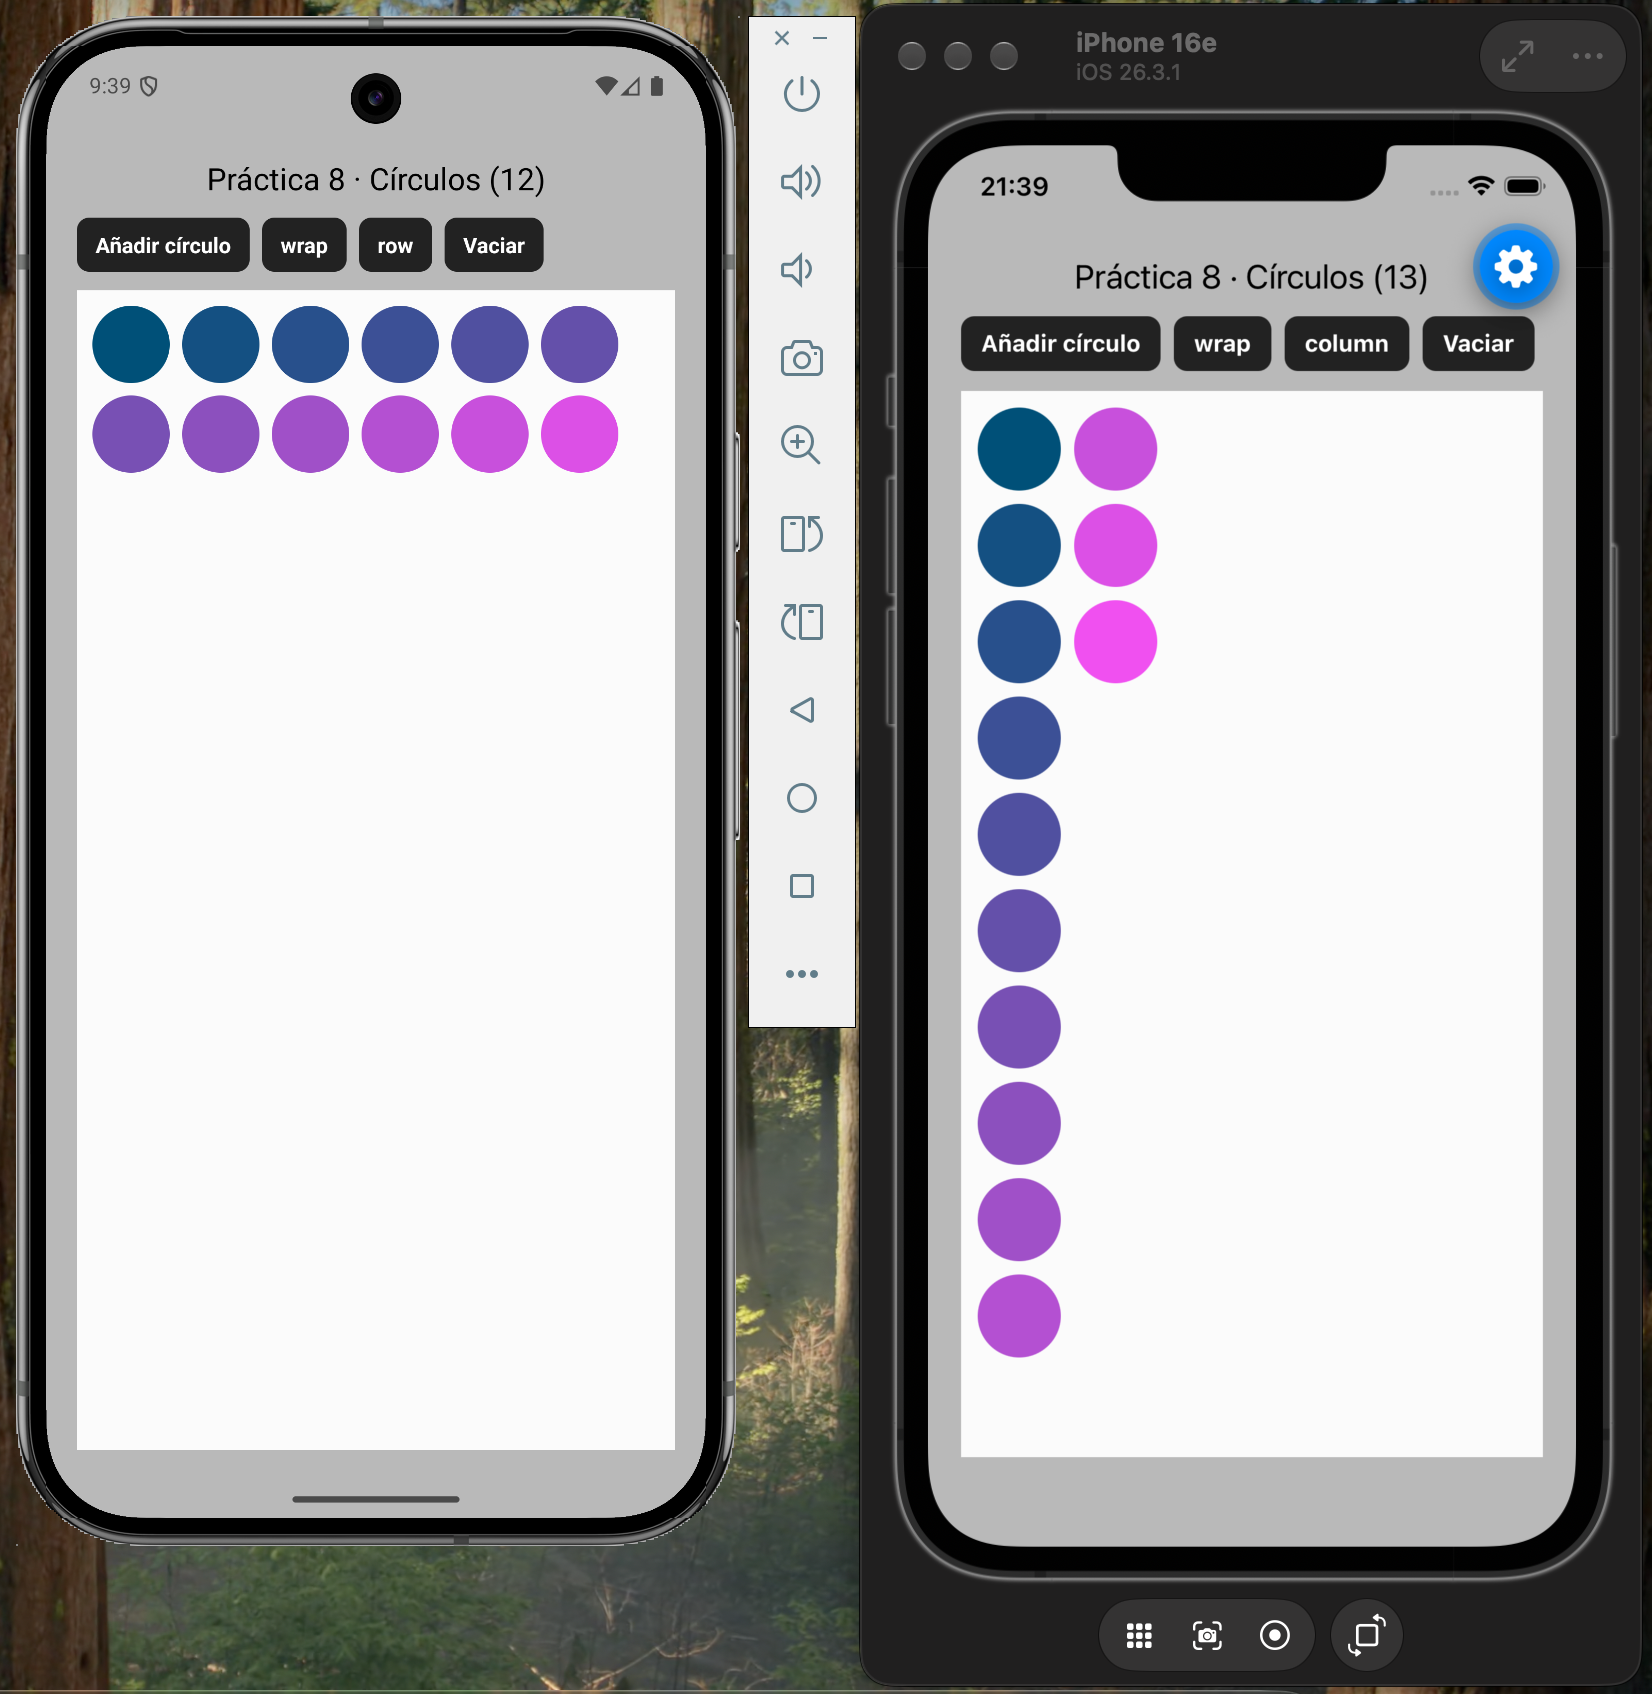 9:39
Práctica 8 · Círculos (12)
Añadir círculo wrap row Vaciar
iPhone 16e
iOS 26.3.1
21:39
Práctica 8 · Círculos (13)
Añadir círculo wrap column Vaciar